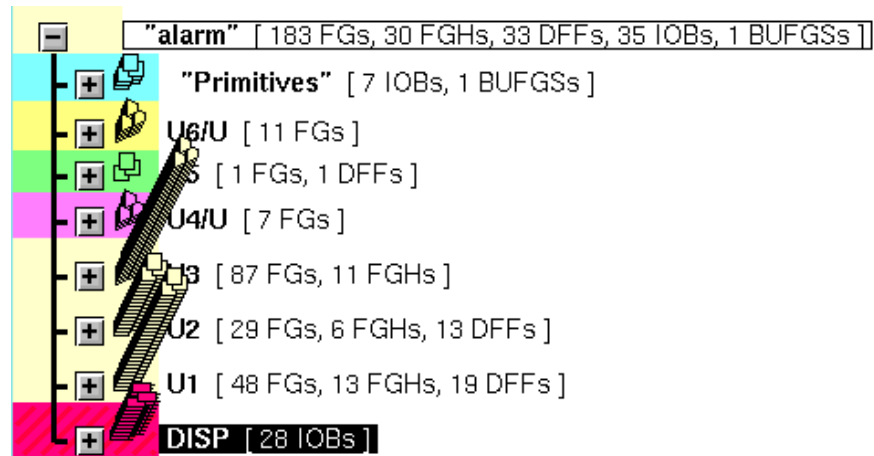 "alarm" [ 183 FGs, 30 FGHs, 33 DFFs, 35 IOBs, 1 BUFGSs ]
"Primitives" [ 7 IOBs, 1 BUFGSs ]
U6/U [ 11 FGs ]
[ 1 FGs, 1 DFFs ]
U4/U [ 7 FGs ]
U3 [ 87 FGs, 11 FGHs ]
U2 [ 29 FGs, 6 FGHs, 13 DFFs ]
U1 [ 48 FGs, 13 FGHs, 19 DFFs ]
DISP [ 28 IOBs ]